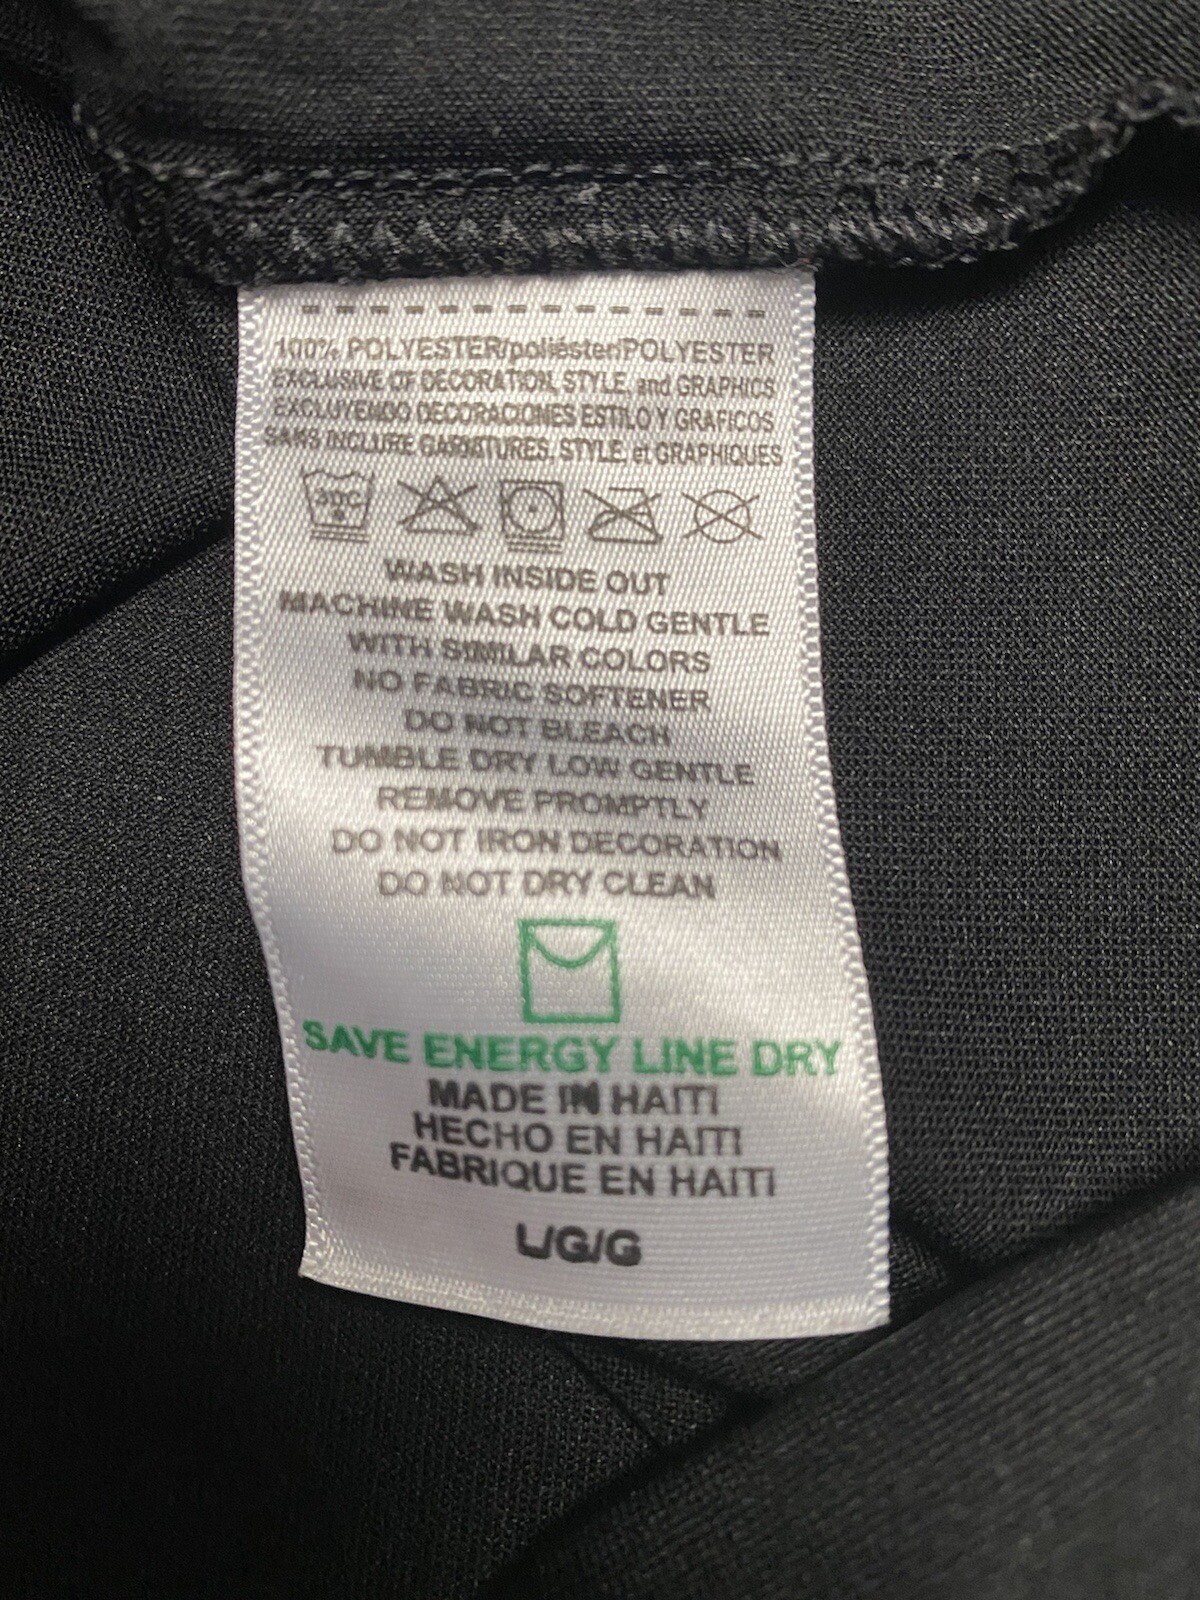 100% POLYESTER/poliéster/POLYESTER
EXCLUSIVE OF DECORATION, STYLE, and GRAPHICS
EXCLUYENDO DECORACIONES ESTILO Y GRAFICOS
SANS INCLURE GARNITURES, STYLE, et GRAPHIQUES
30°C
WASH INSIDE OUT
MACHINE WASH COLD GENTLE
WITH SIMILAR COLORS
NO FABRIC SOFTENER
DO NOT BLEACH
TUMBLE DRY LOW GENTLE
REMOVE PROMPTLY
DO NOT IRON DECORATION
DO NOT DRY CLEAN
SAVE ENERGY LINE DRY
MADE IN HAITI
HECHO EN HAITI
FABRIQUE EN HAITI
L/G/G